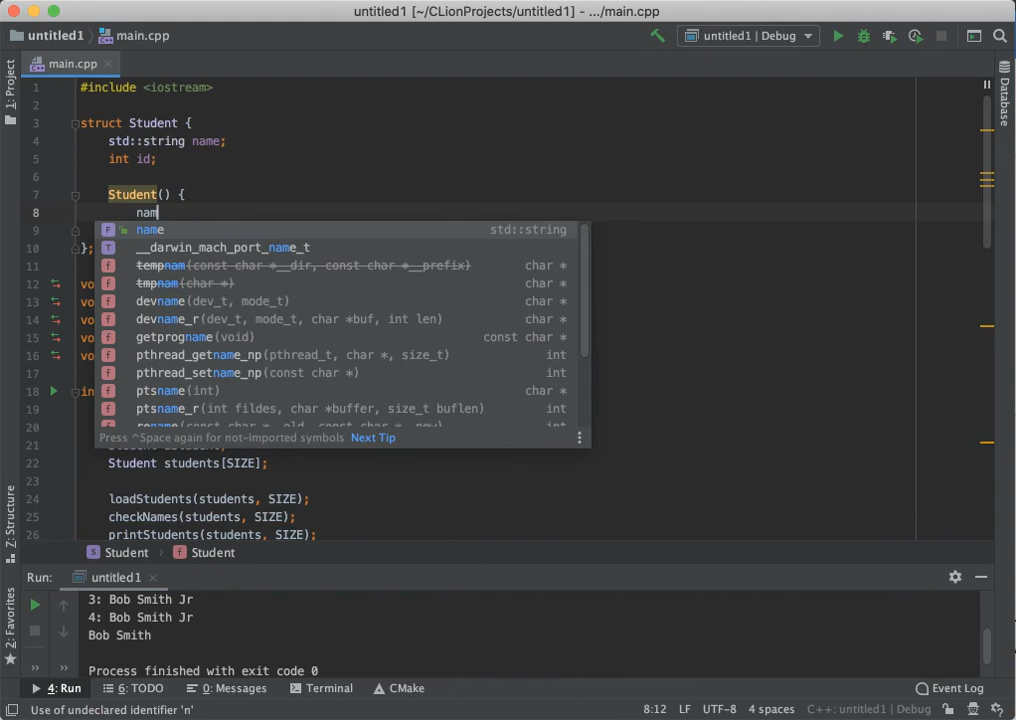 untitled1 [~/CLionProjects/untitled1] - .../main.cpp
untitled1 main.cpp untitled1 | Debug
main.cpp
1: Project
Database
1 #include <iostream>
2
3 struct Student {
4 std::string name;
5 int id;
6
7 Student() {
8 nam
9 name std::string
10 }; __darwin_mach_port_name_t
11 tempnam(const char *__dir, const char *__prefix) char *
12 vo tmpnam(char *) char *
13 vo devname(dev_t, mode_t) char *
14 vo devname_r(dev_t, mode_t, char *buf, int len) char *
15 vo getprogname(void) const char *
16 vo pthread_getname_np(pthread_t, char *, size_t) int
17 pthread_setname_np(const char *) int
18 in ptsname(int) char *
19 ptsname_r(int fildes, char *buffer, size_t buflen) int
20
Press ^Space again for not-imported symbols Next Tip
21
22 Student students[SIZE];
23
24 loadStudents(students, SIZE);
25 checkNames(students, SIZE);
26 printStudents(students, SIZE);
Z: Structure
S Student f Student
Run: untitled1
2: Favorites
3: Bob Smith Jr
4: Bob Smith Jr
Bob Smith
Process finished with exit code 0
4: Run 6: TODO 0: Messages Terminal CMake Event Log
Use of undeclared identifier 'n' 8:12 LF UTF-8 4 spaces C++: untitled1 | Debug